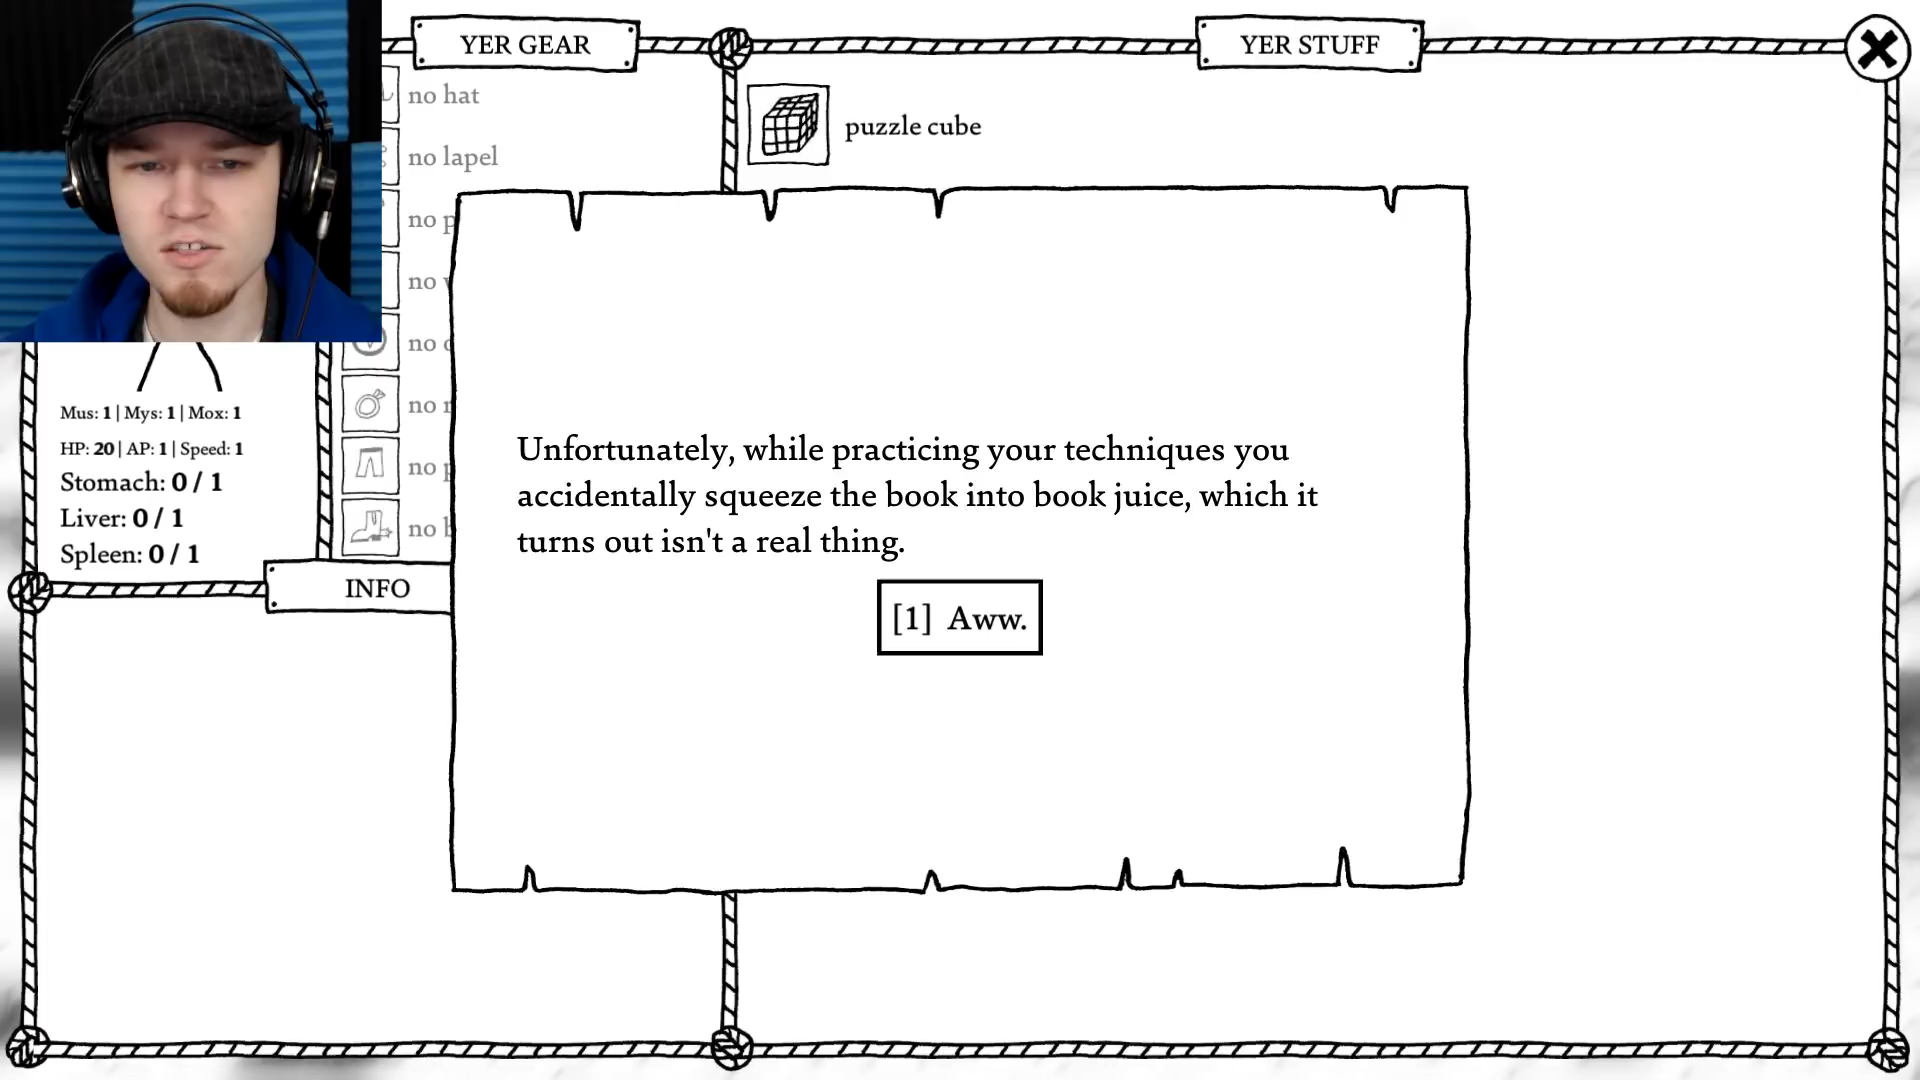 YER GEAR
YER STUFF
no hat
no lapel
no
no
no
no
no
no
puzzle cube
Mus: 1 | Mys: 1 | Mox: 1
HP: 20 | AP: 1 | Speed: 1
Stomach: 0 / 1
Liver: 0 / 1
Spleen: 0 / 1
INFO
Unfortunately, while practicing your techniques you
accidentally squeeze the book into book juice, which it
turns out isn't a real thing.
[1] Aww.